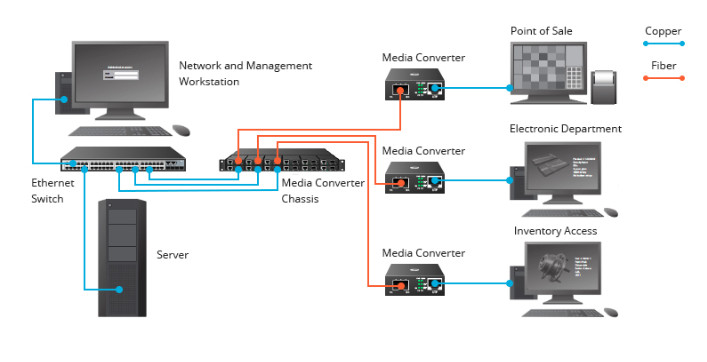 Point of Sale
Copper
Media Converter
Network and Management
Workstation
Fiber
Electronic Department
Media Converter
Ethernet
Switch
Media Converter
Chassis
Inventory Access
Server
Media Converter